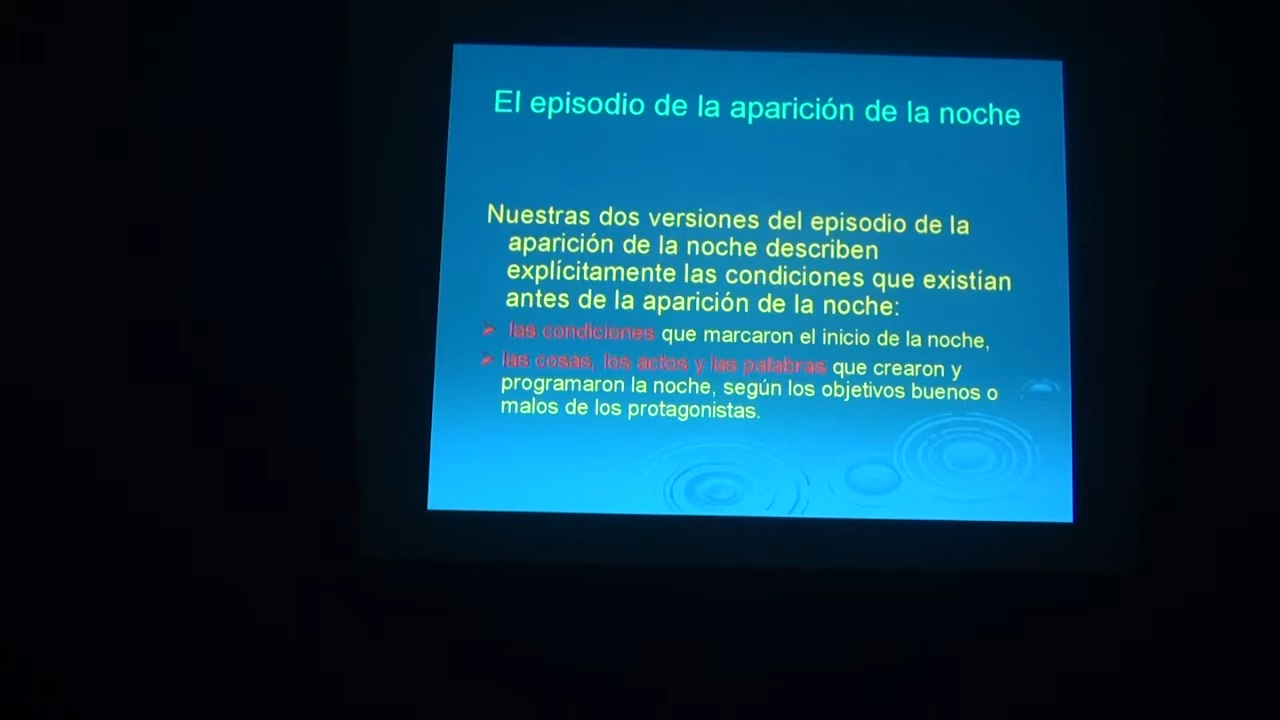 El episodio de la aparición de la noche
Nuestras dos versiones del episodio de la
aparición de la noche describen
explícitamente las condiciones que existían
antes de la aparición de la noche:
las condiciones que marcaron el inicio de la noche,
las cosas, los actos y las palabras que crearon y
programaron la noche, según los objetivos buenos o
malos de los protagonistas.